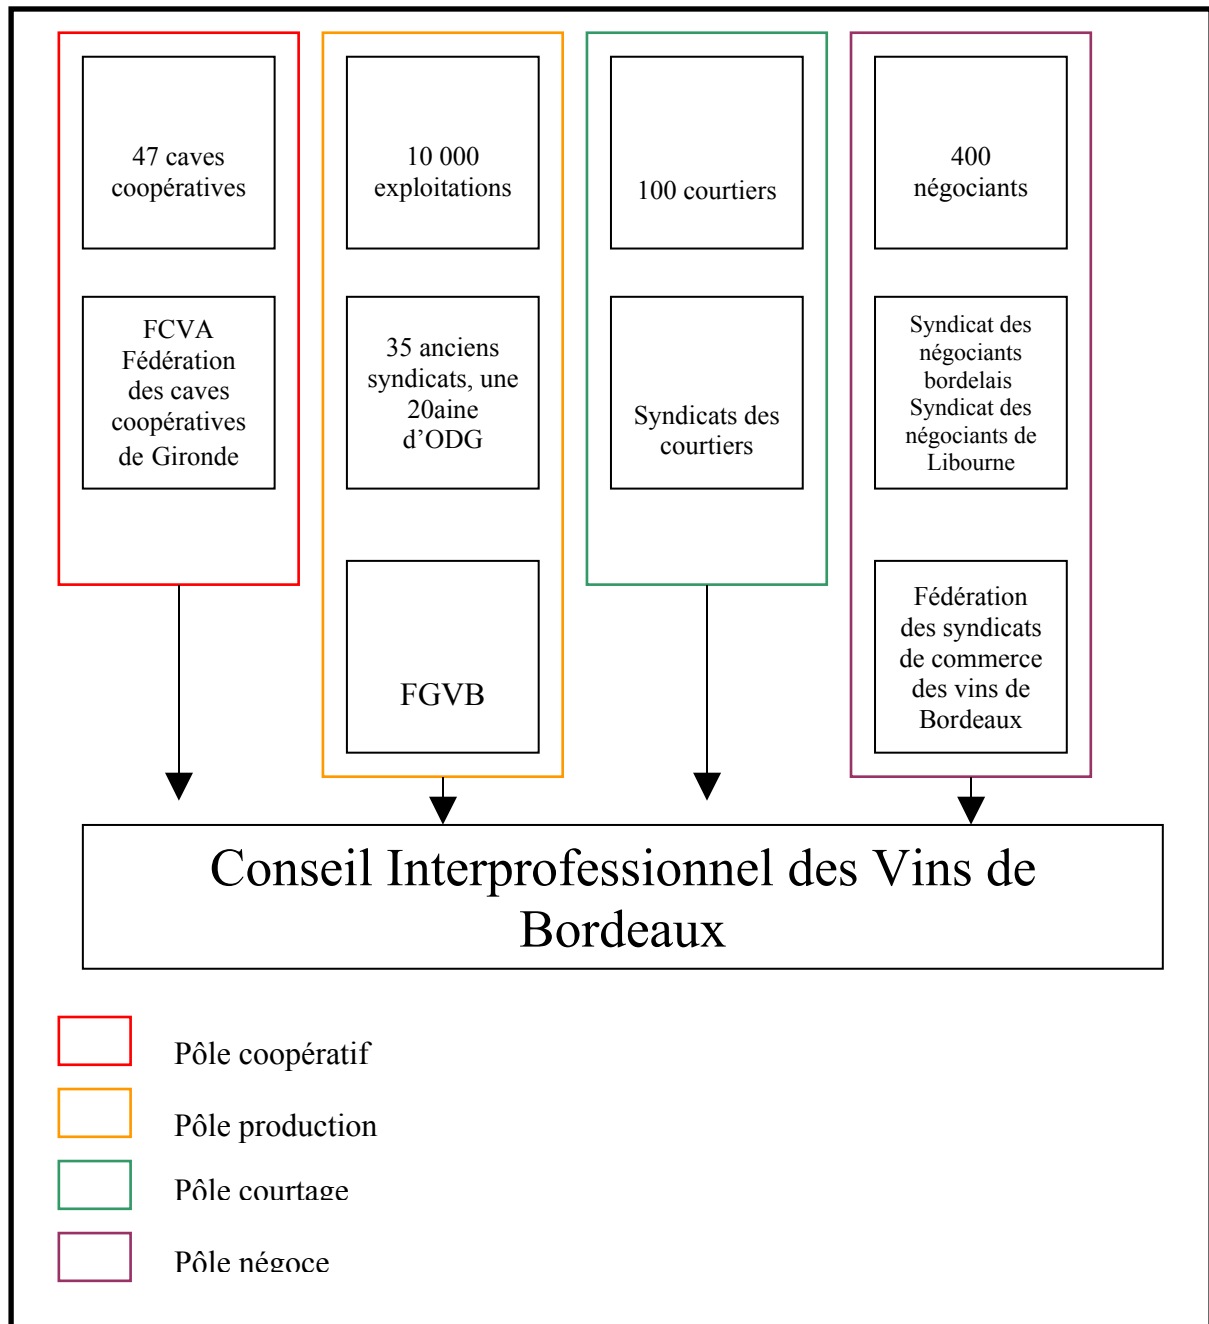 47 caves
coopératives
10 000
exploitations
100 courtiers
400
négociants
FCVA
Fédération
des caves
coopératives
de Gironde
35 anciens
syndicats, une
20aine
d’ODG
Syndicats des
courtiers
Syndicat des
négociants
bordelais
Syndicat des
négociants de
Libourne
FGVB
Fédération
des syndicats
de commerce
des vins de
Bordeaux
Conseil Interprofessionnel des Vins de
Bordeaux
Pôle coopératif
Pôle production
Pôle courtage
Pôle négoce